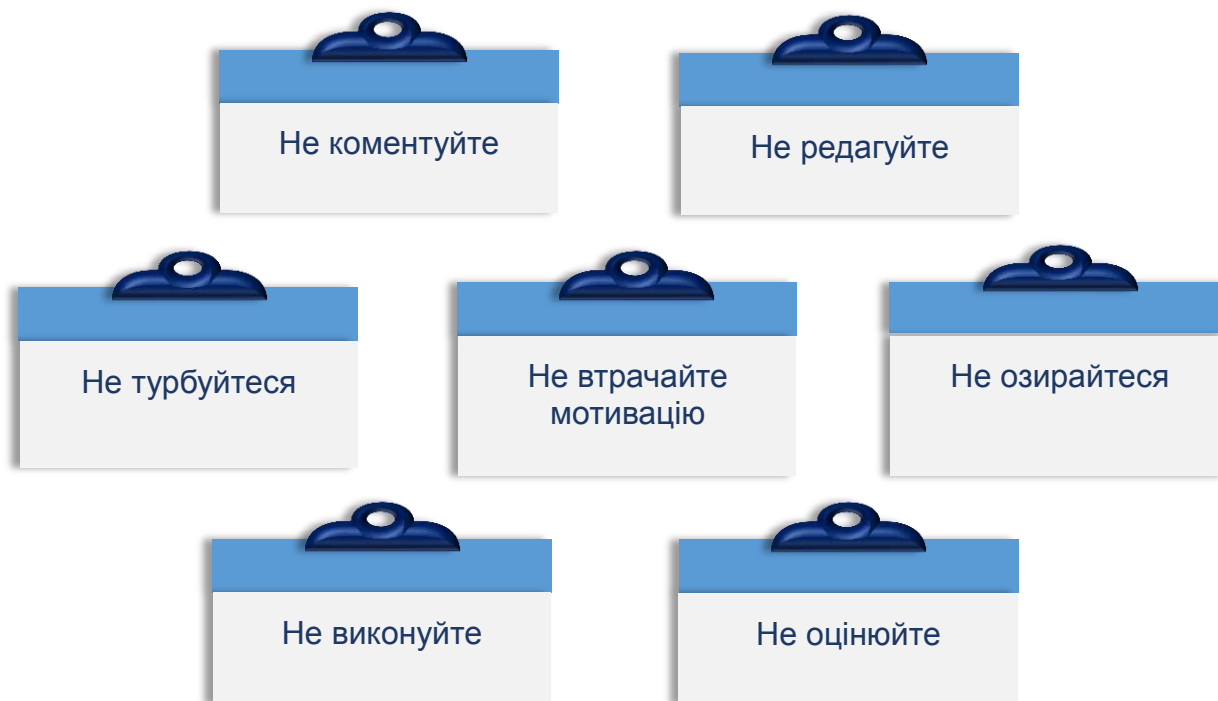 Не коментуйте
Не редагуйте
Не турбуйтеся
Не втрачайте
мотивацію
Не озирайтеся
Не виконуйте
Не оцінюйте